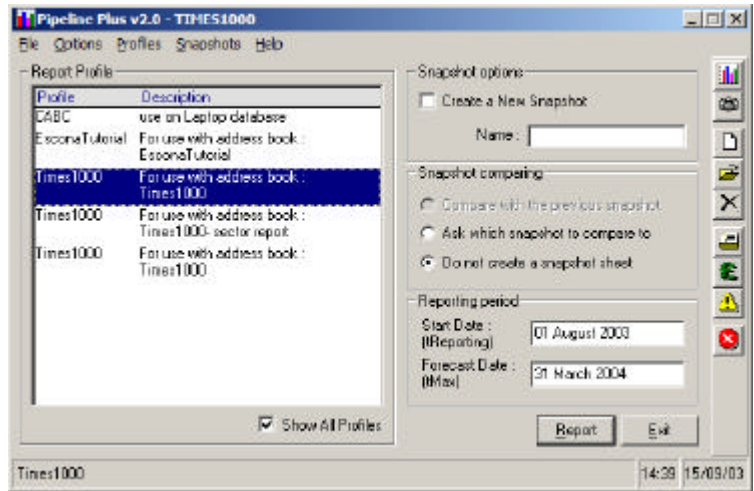 Pipeline Plus v2.0 - TIMES1000
File Options Profiles Snapshots Help
Report Profile
Profile Description
CABC use on Laptop database
EsconaTutorial For use with address book :
EsconaTutorial
Times1000 For use with address book :
Times1000
Times1000 For use with address book :
Times1000- sector report
Times1000 For use with address book :
Times1000
Show All Profiles
Snapshot options
Create a New Snapshot
Name :
Snapshot comparing
Compare with the previous snapshot
Ask which snapshot to compare to
Do not create a snapshot sheet
Reporting period
Start Date :
(tReporting)
01 August 2003
Forecast Date :
(tMax)
31 March 2004
Report Exit
Times1000 14:39 15/09/03